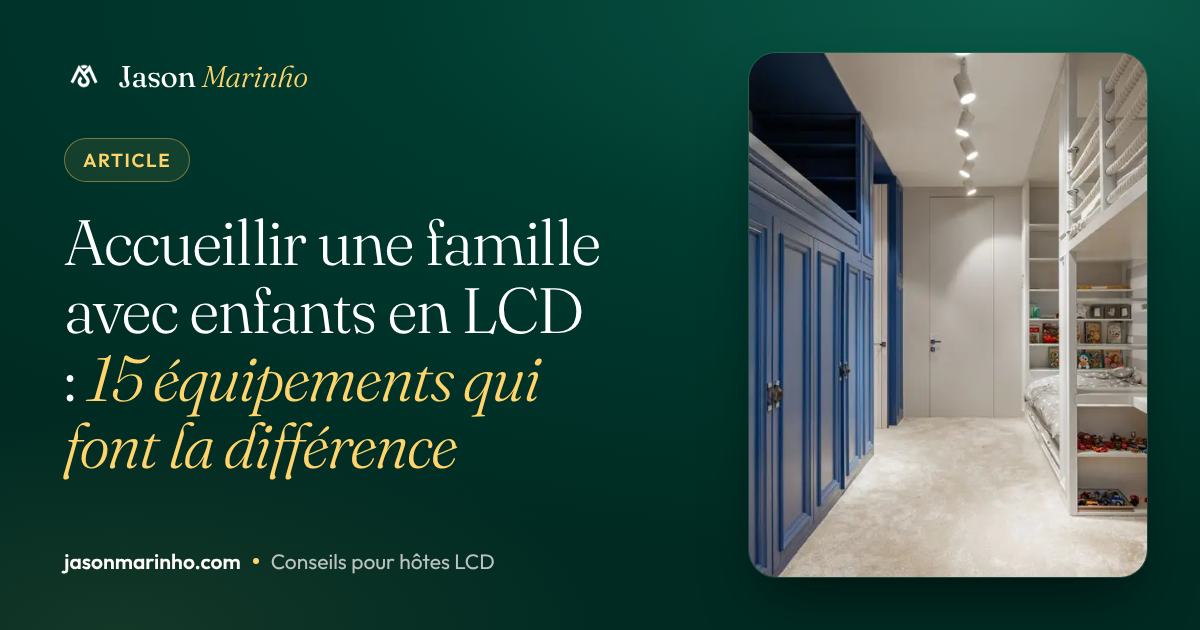 Jason Marinho
ARTICLE
Accueillir une famille
avec enfants en LCD
: 15 équipements qui
font la différence
jasonmarinho.com • Conseils pour hôtes LCD